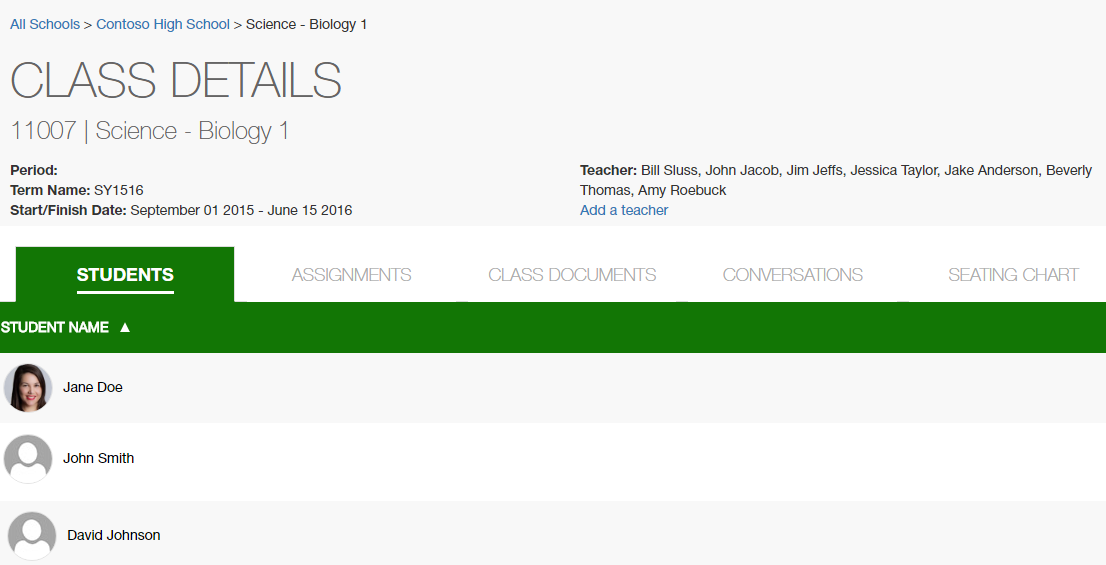 All Schools > Contoso High School > Science - Biology 1
CLASS DETAILS
11007 | Science - Biology 1
Period:
Term Name: SY1516
Start/Finish Date: September 01 2015 - June 15 2016
Teacher: Bill Sluss, John Jacob, Jim Jeffs, Jessica Taylor, Jake Anderson, Beverly
Thomas, Amy Roebuck
Add a teacher
STUDENTS ASSIGNMENTS CLASS DOCUMENTS CONVERSATIONS SEATING CHART
STUDENT NAME ▲
Jane Doe
John Smith
David Johnson